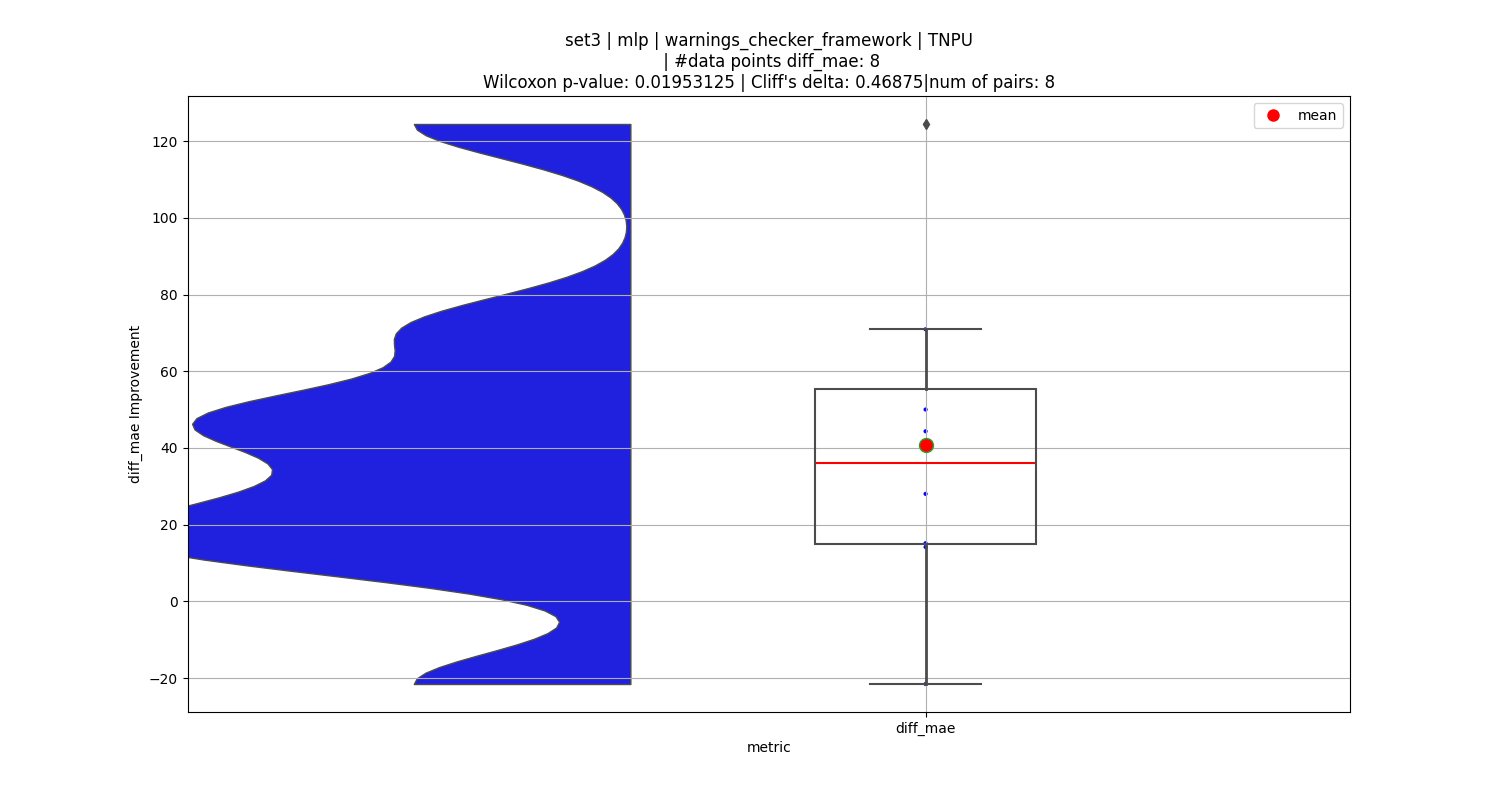 set3 | mlp | warnings_checker_framework | TNPU
| #data points diff_mae: 8
Wilcoxon p-value: 0.01953125 | Cliff's delta: 0.46875|num of pairs: 8
mean
120
100
80
60
40
20
0
−20
diff_mae Improvement
diff_mae
metric